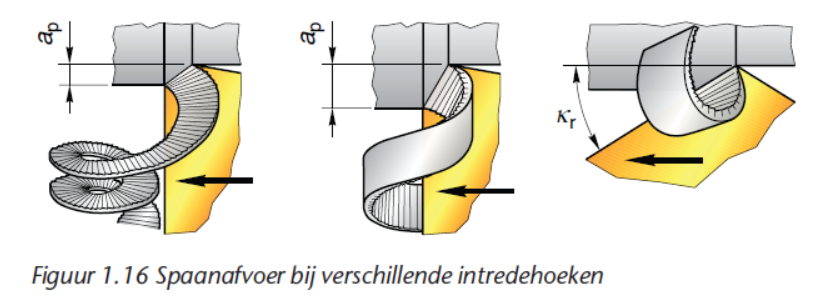 aₚ
aₚ
κᵣ
Figuur 1.16 Spaanafvoer bij verschillende intredehoeken